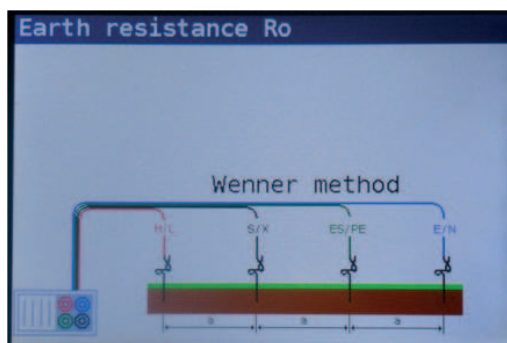 Earth resistance Ro
Wenner method
H/L S/X ES/PE E/N
a a a